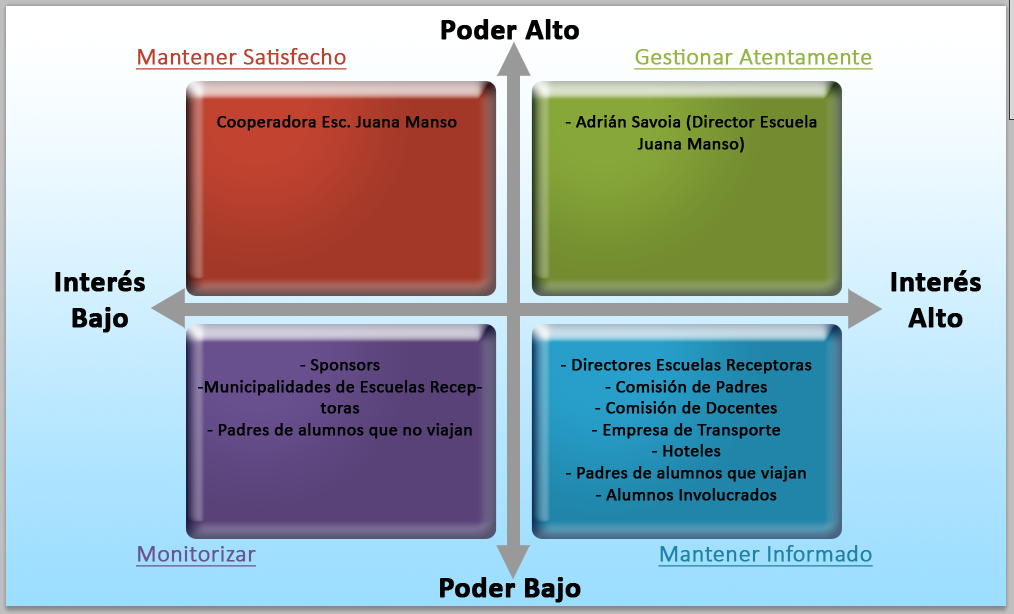 Poder Alto
Mantener Satisfecho
Gestionar Atentamente
Cooperadora Esc. Juana Manso
- Adrián Savoia (Director Escuela
Juana Manso)
Interés
Bajo
Interés
Alto
- Sponsors
-Municipalidades de Escuelas Recep-
toras
- Padres de alumnos que no viajan
- Directores Escuelas Receptoras
- Comisión de Padres
- Comisión de Docentes
- Empresa de Transporte
- Hoteles
- Padres de alumnos que viajan
- Alumnos Involucrados
Monitorizar
Mantener Informado
Poder Bajo